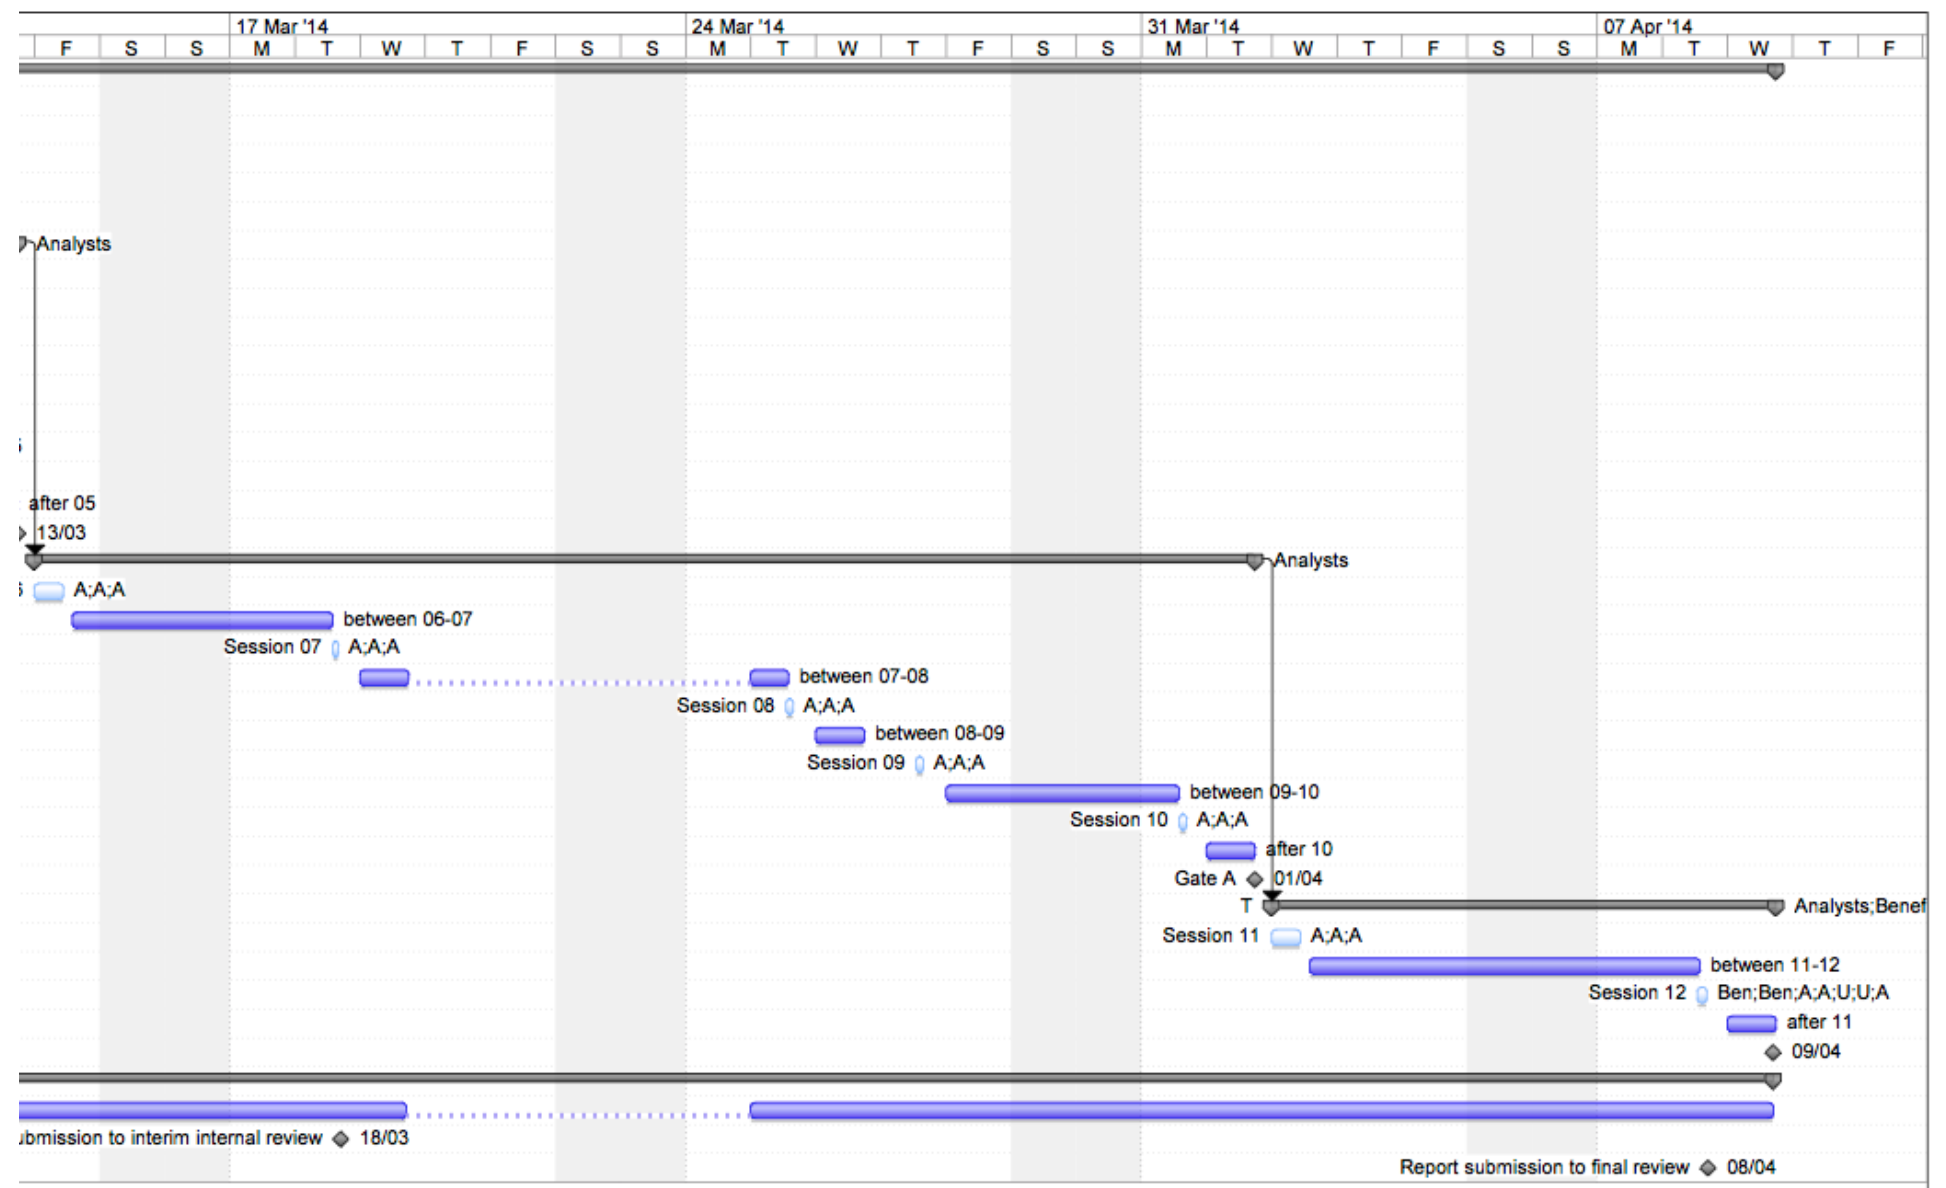 17 Mar '14 24 Mar '14 31 Mar '14 07 Apr '14
F S S M T W T F S S M T W T F S S M T W T F S S M T W T F
Analysts
after 05
13/03
Analysts
A;A;A
between 06-07
Session 07 A;A;A
between 07-08
Session 08 A;A;A
between 08-09
Session 09 A;A;A
between 09-10
Session 10 A;A;A
after 10
Gate A 01/04
T Analysts;Benef
Session 11 A;A;A
between 11-12
Session 12 Ben;Ben;A;A;U;U;A
after 11
09/04
ubmission to interim internal review 18/03
Report submission to final review 08/04